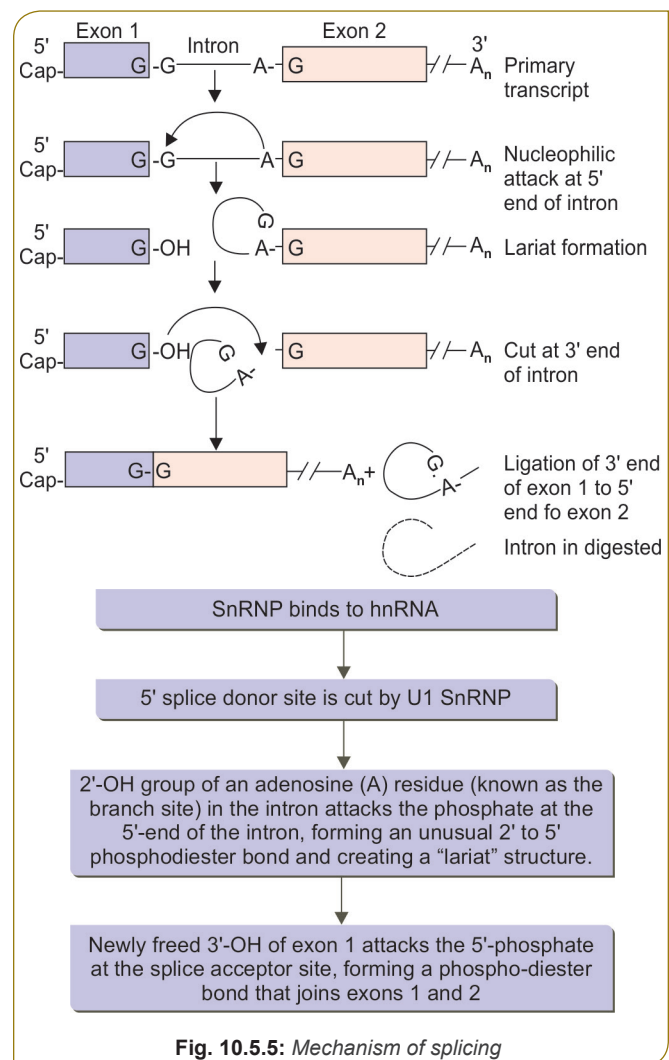 Exon 1 Intron Exon 2
5' 3'
Cap- G -G A- G An Primary
transcript
5'
Cap- G -G A G An Nucleophilic
attack at 5'
end of intron
5'
Cap- G -OH G A- G An Lariat formation
5'
Cap- G -OH G A- G An Cut at 3' end
of intron
5'
Cap- G- G An + G. A- Ligation of 3' end
of exon 1 to 5'
end fo exon 2
Intron in digested
SnRNP binds to hnRNA
5' splice donor site is cut by U1 SnRNP
2'-OH group of an adenosine (A) residue (known as the
branch site) in the intron attacks the phosphate at the
5'-end of the intron, forming an unusual 2' to 5'
phosphodiester bond and creating a “lariat” structure.
Newly freed 3'-OH of exon 1 attacks the 5'-phosphate
at the splice acceptor site, forming a phospho-diester
bond that joins exons 1 and 2
Fig. 10.5.5: Mechanism of splicing